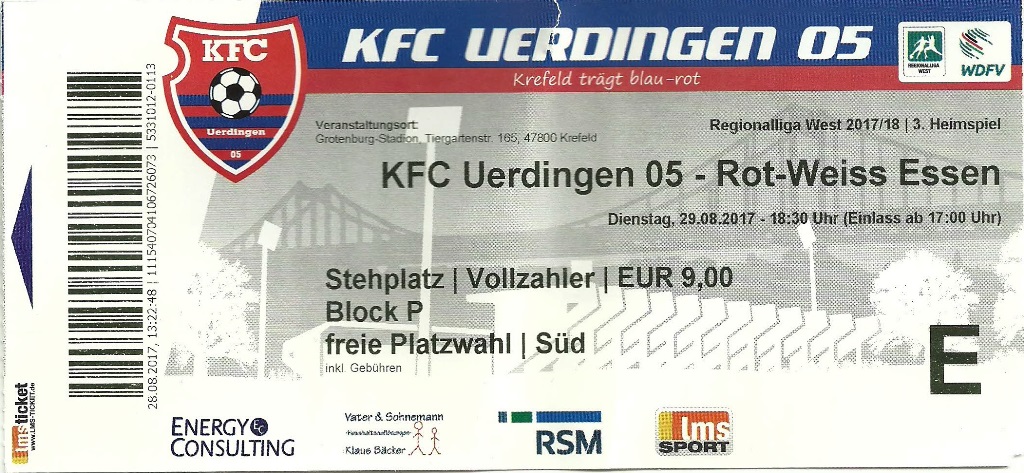 KFC UERDINGEN 05
Krefeld trägt blau-rot
REGIONALLIGA
WEST
WDFV
KFC
Uerdingen
05
Veranstaltungsort:
Grotenburg-Stadion, Tiergartenstr. 165, 47800 Krefeld
Regionalliga West 2017/18 | 3. Heimspiel
KFC Uerdingen 05 - Rot-Weiss Essen
Dienstag, 29.08.2017 - 18:30 Uhr (Einlass ab 17:00 Uhr)
Stehplatz | Vollzahler | EUR 9,00
Block P
freie Platzwahl | Süd
inkl. Gebühren
E
28.08.2017, 13:22:48 | 111540704106726073 | 5331012-0113
lms ticket
www.LMS-TICKET.de
ENERGY EC
CONSULTING
Vater & Sohnemann
Klaus Bäcker
RSM
lms
SPORT